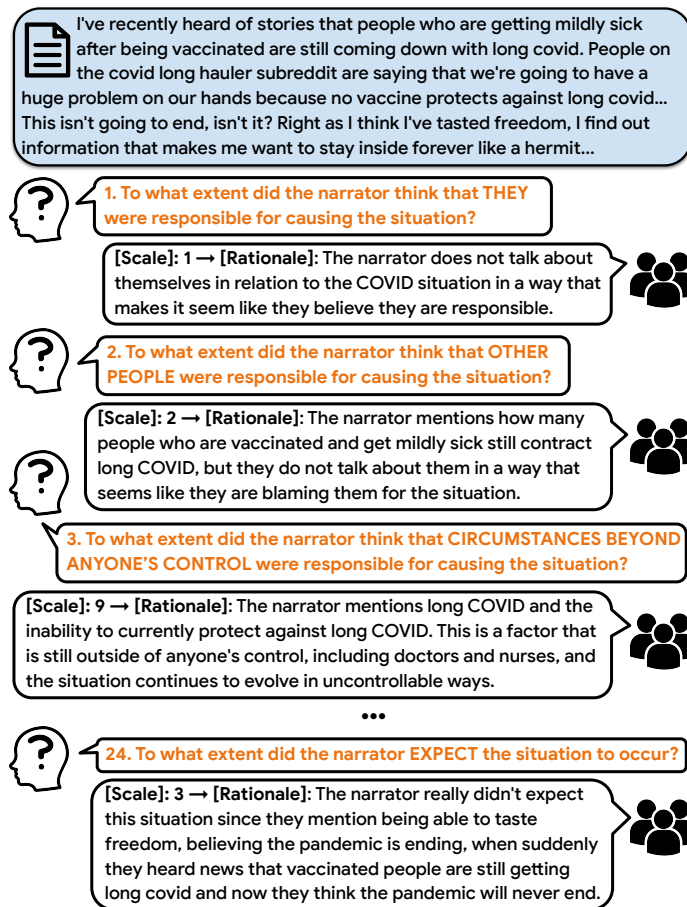 I've recently heard of stories that people who are getting mildly sick
after being vaccinated are still coming down with long covid. People on
the covid long hauler subreddit are saying that we're going to have a
huge problem on our hands because no vaccine protects against long covid...
This isn't going to end, isn't it? Right as I think I've tasted freedom, I find out
information that makes me want to stay inside forever like a hermit...
?
1. To what extent did the narrator think that THEY
were responsible for causing the situation?
[Scale]: 1 → [Rationale]: The narrator does not talk about
themselves in relation to the COVID situation in a way that
makes it seem like they believe they are responsible.
?
2. To what extent did the narrator think that OTHER
PEOPLE were responsible for causing the situation?
[Scale]: 2 → [Rationale]: The narrator mentions how many
people who are vaccinated and get mildly sick still contract
long COVID, but they do not talk about them in a way that
seems like they are blaming them for the situation.
?
3. To what extent did the narrator think that CIRCUMSTANCES BEYOND
ANYONE'S CONTROL were responsible for causing the situation?
[Scale]: 9 → [Rationale]: The narrator mentions long COVID and the
inability to currently protect against long COVID. This is a factor that
is still outside of anyone's control, including doctors and nurses, and
the situation continues to evolve in uncontrollable ways.
...
?
24. To what extent did the narrator EXPECT the situation to occur?
[Scale]: 3 → [Rationale]: The narrator really didn't expect
this situation since they mention being able to taste
freedom, believing the pandemic is ending, when suddenly
they heard news that vaccinated people are still getting
long covid and now they think the pandemic will never end.